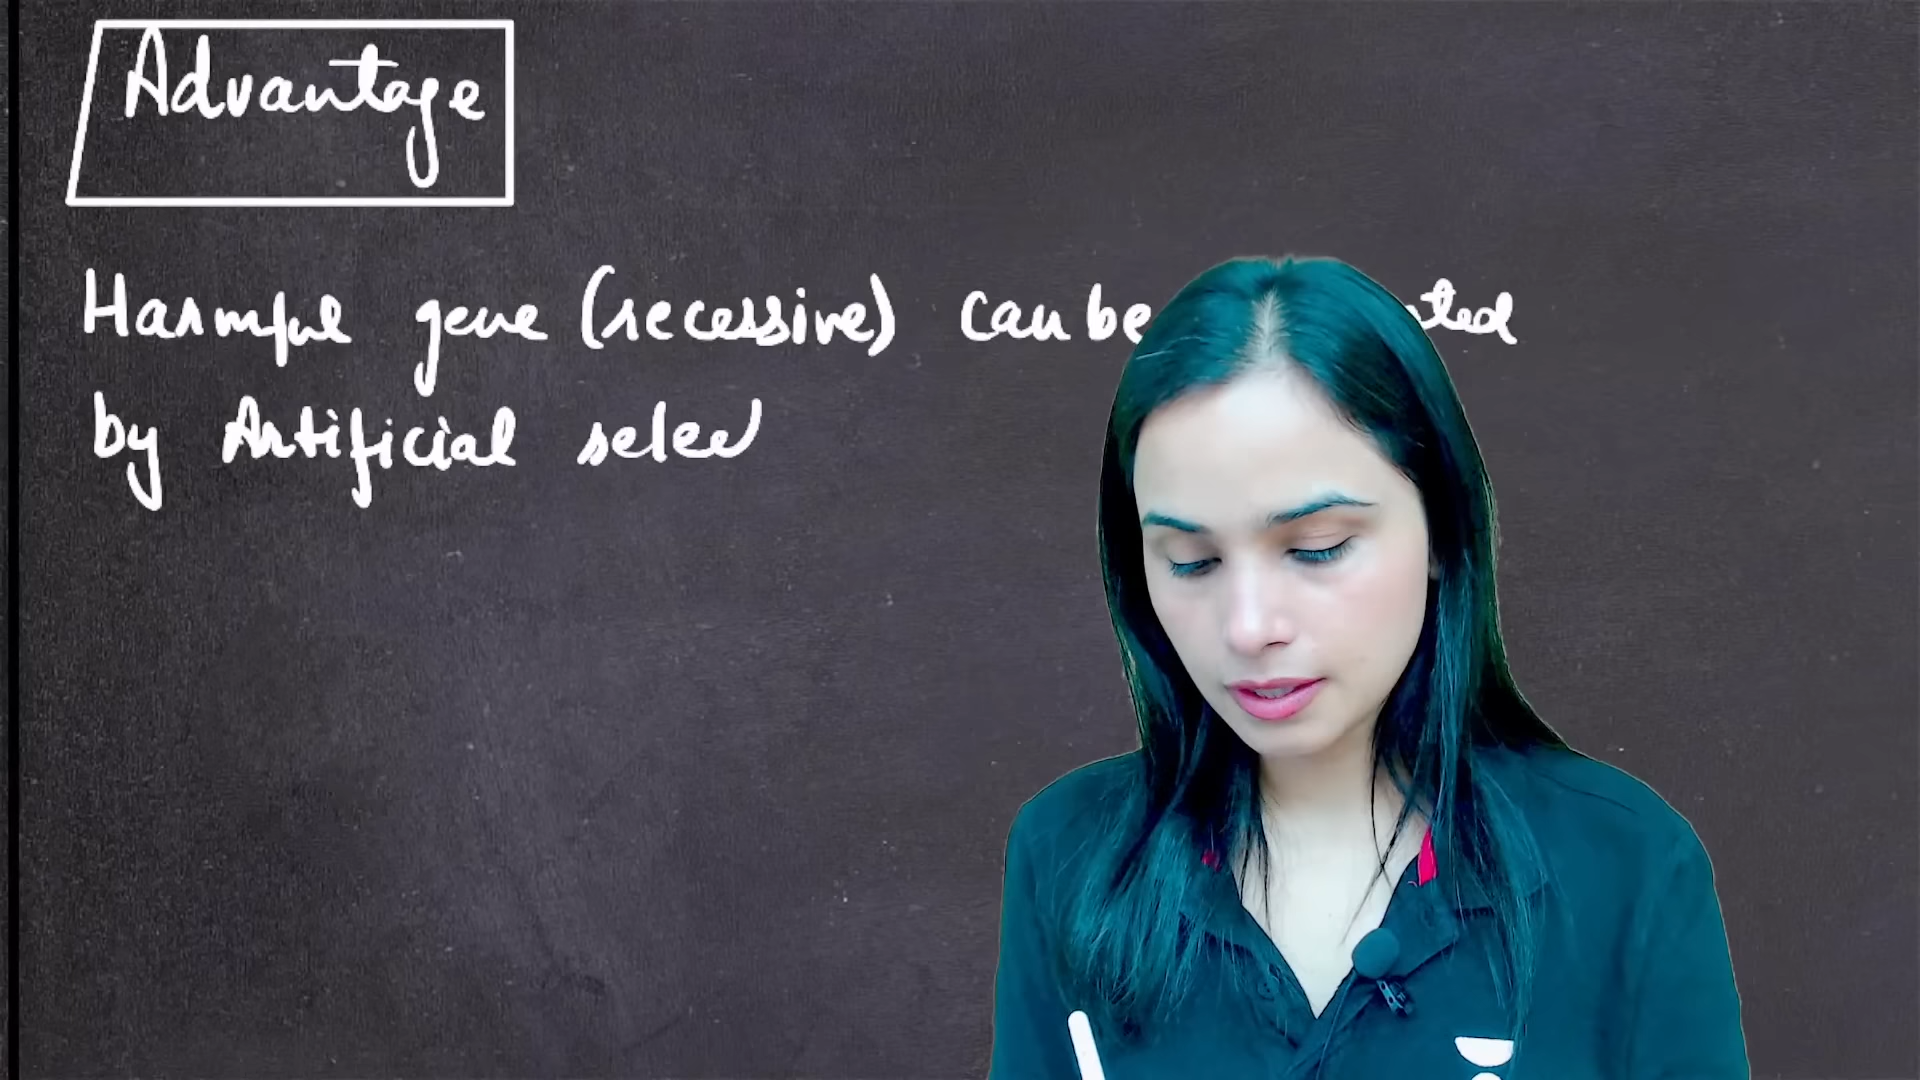 Advantage
Harmful gene (recessive) can be
by Artificial selec